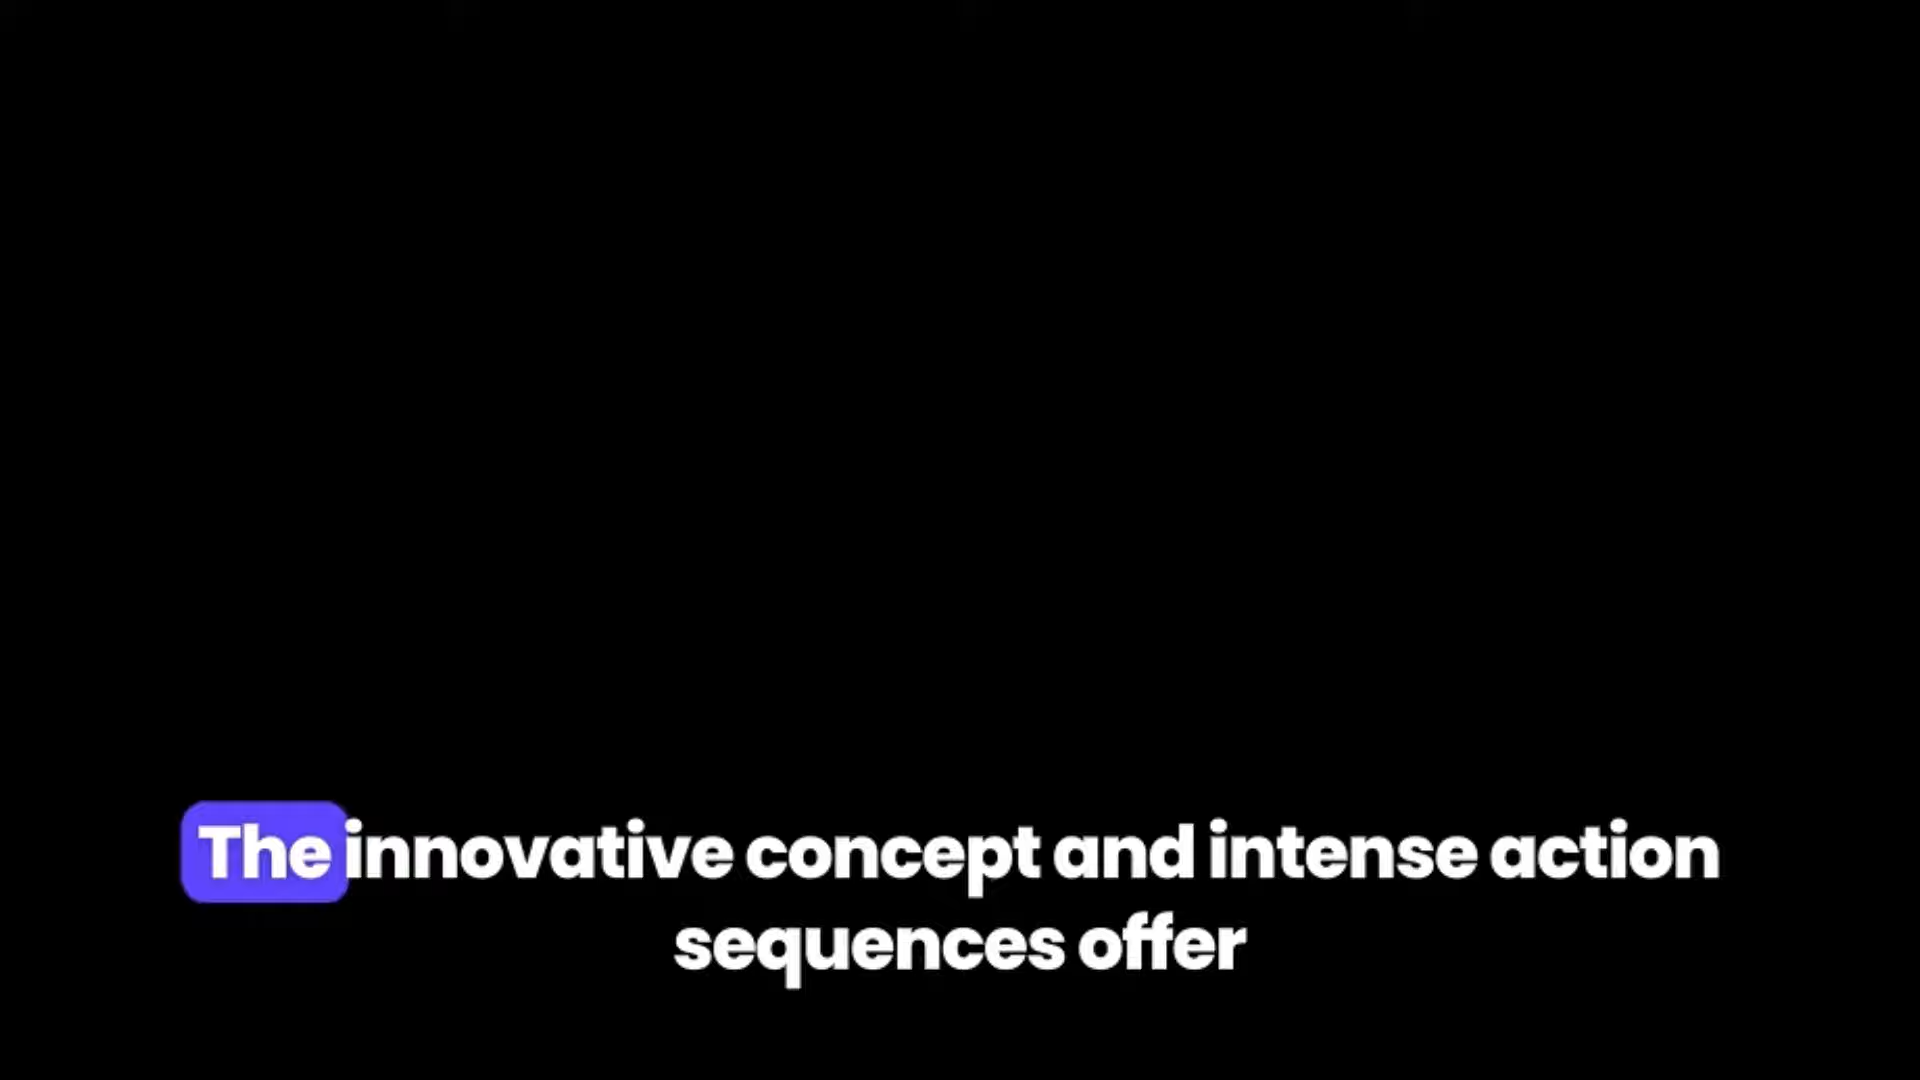 The innovative concept and intense action
sequences offer